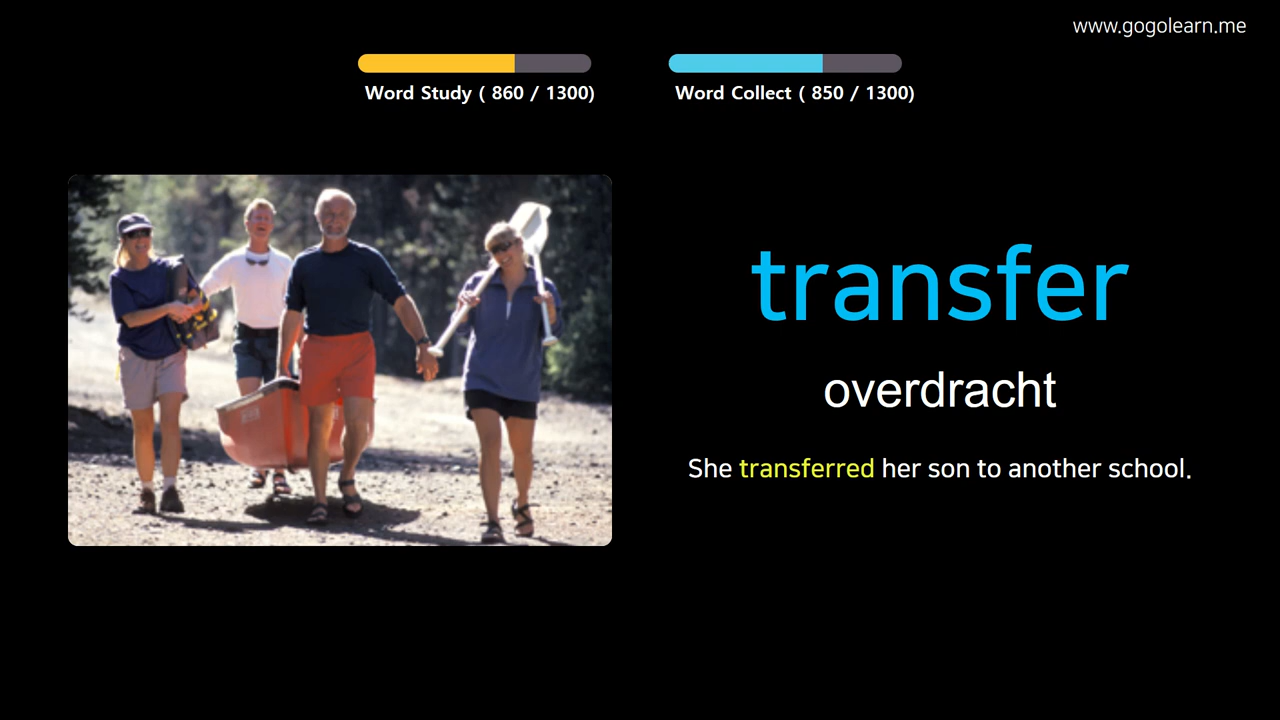 www.gogolearn.me
Word Study ( 860 / 1300)
Word Collect ( 850 / 1300)
transfer
overdracht
She transferred her son to another school.